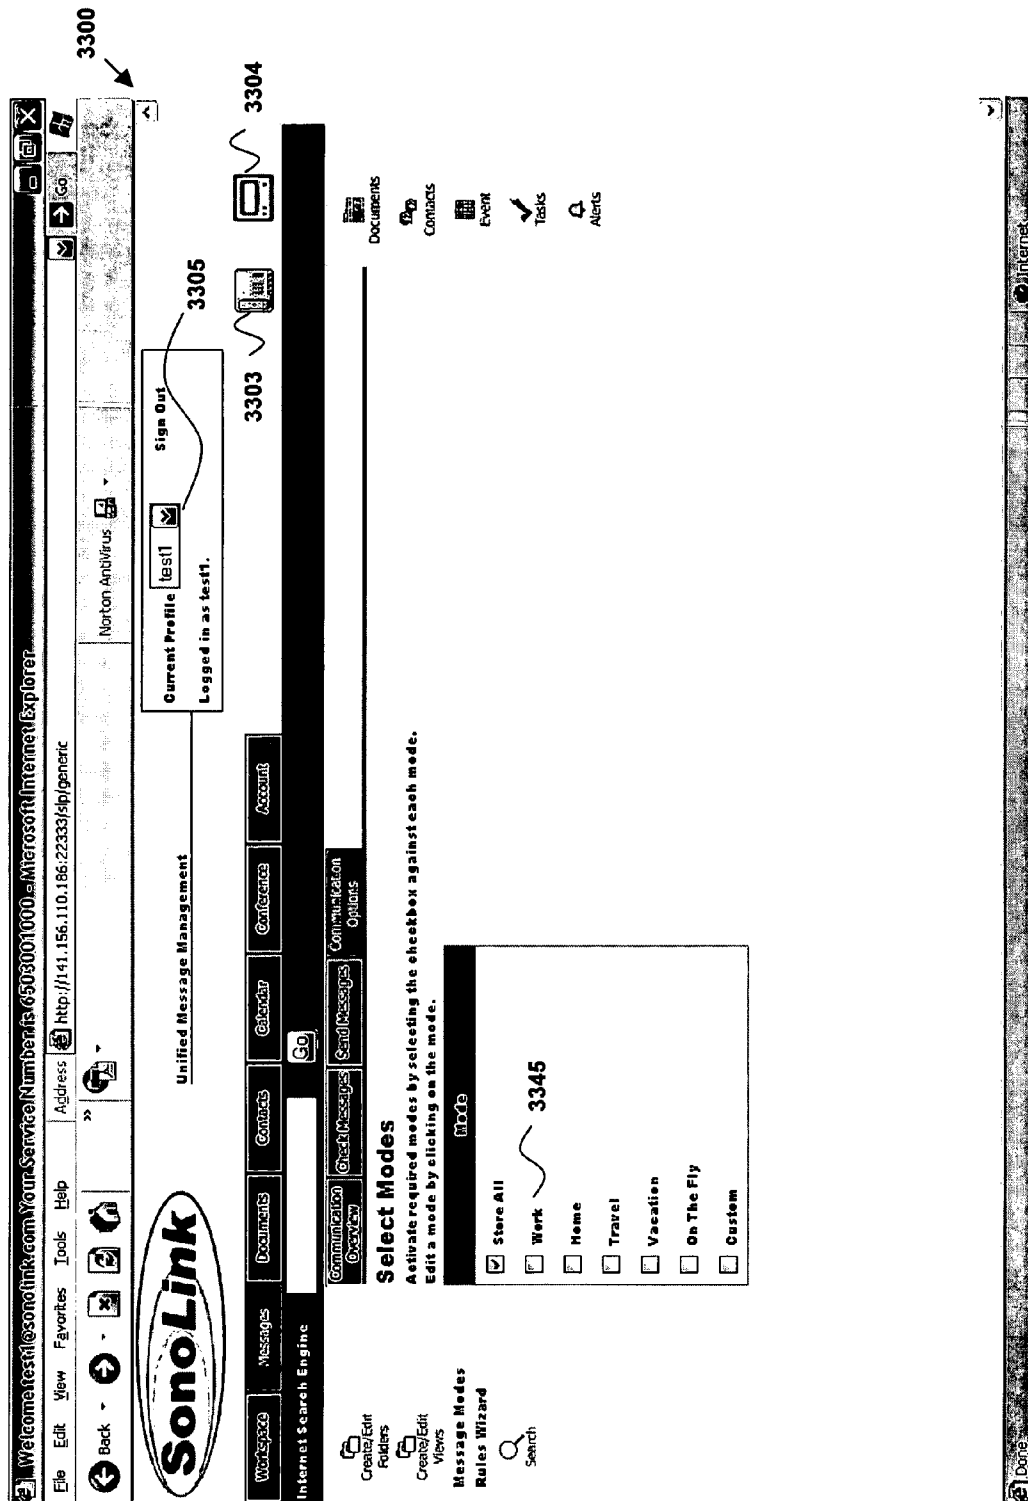 Welcome test1@sonolink.com Your Service Number is 6503001000 - Microsoft Internet Explorer
File Edit View Favorites Tools Help
Address http://141.156.110.186:22333/slp/generic
Go
Back
»
Norton AntiVirus
3300
SonoLink
Unified Message Management
Current Profile test1
Sign Out
Logged in as test1.
3305
3303
3304
Workspace Messages Documents Contacts Calendar Conference Account
Internet Search Engine
Go
Create/Edit Folders
Create/Edit Views
Message Modes
Rules Wizard
Search
Communication Overview
Check Messages
Send Messages
Communication Options
Select Modes
Activate required modes by selecting the checkbox against each mode.
Edit a mode by clicking on the mode.
Mode
Store All
Work
3345
Home
Travel
Vacation
On The Fly
Custom
Documents
Contacts
Event
Tasks
Alerts
Done
Internet